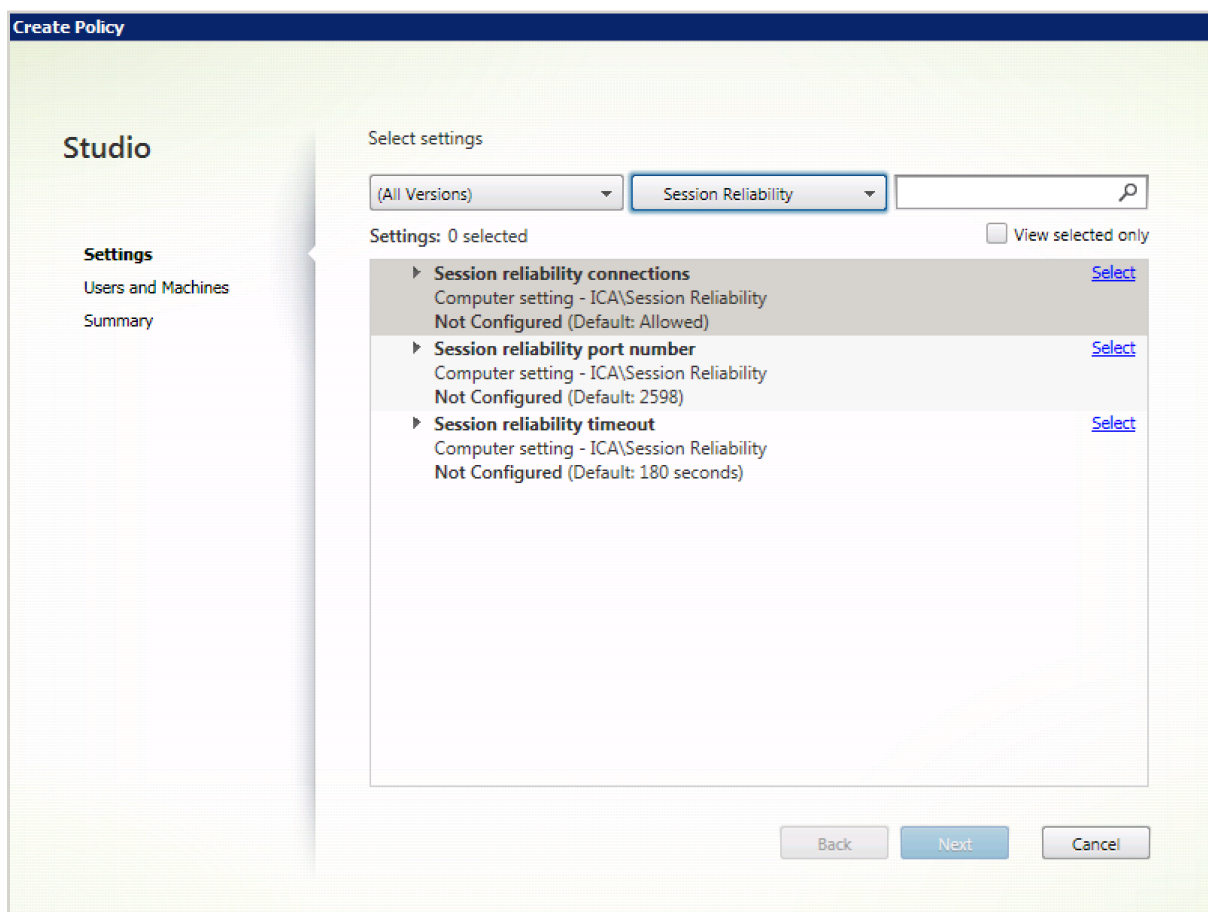 Create Policy
Studio
Select settings
(All Versions)
Session Reliability
Settings: 0 selected
View selected only
Settings
Users and Machines
Summary
Session reliability connections
Select
Computer setting - ICA\Session Reliability
Not Configured (Default: Allowed)
Session reliability port number
Select
Computer setting - ICA\Session Reliability
Not Configured (Default: 2598)
Session reliability timeout
Select
Computer setting - ICA\Session Reliability
Not Configured (Default: 180 seconds)
Back
Next
Cancel